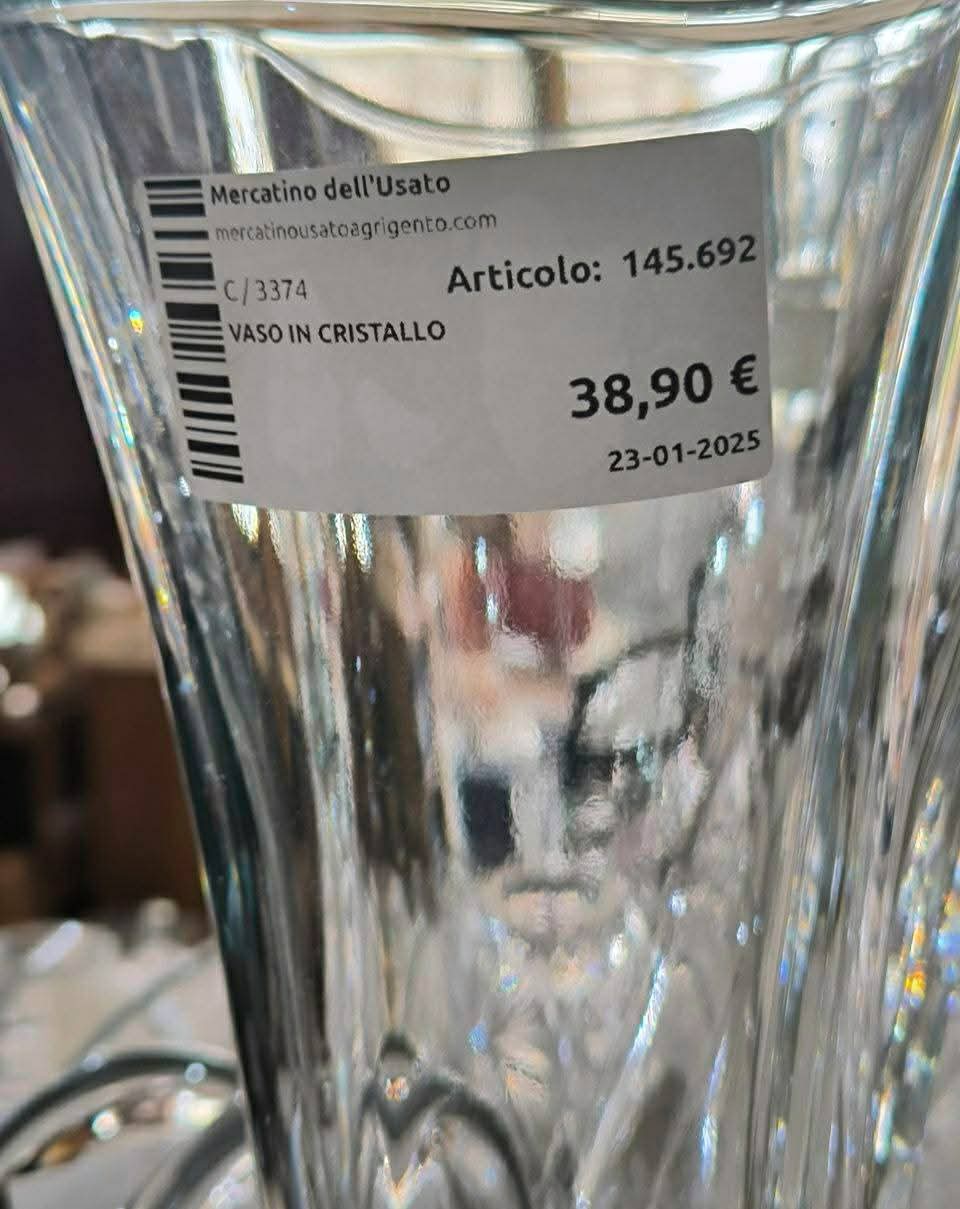 Mercatino dell'Usato
mercatinousatoagrigento.com
C/3374
Articolo: 145.692
VASO IN CRISTALLO
38,90 €
23-01-2025